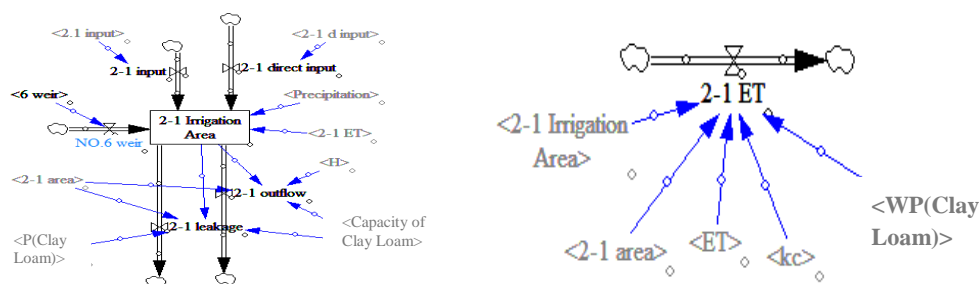 <2.1 input>
<2-1 d input>
2-1 input
2-1 direct input
<6 weir>
<Precipitation>
2-1 Irrigation
Area
<2-1 ET>
NO.6 weir
<H>
<2-1 area>
2-1 outflow
2-1 leakage
<P(Clay
Loam)>
<Capacity of
Clay Loam>
2-1 ET
<2-1 Irrigation
Area>
<2-1 area>
<ET>
<kc>
<WP(Clay
Loam)>